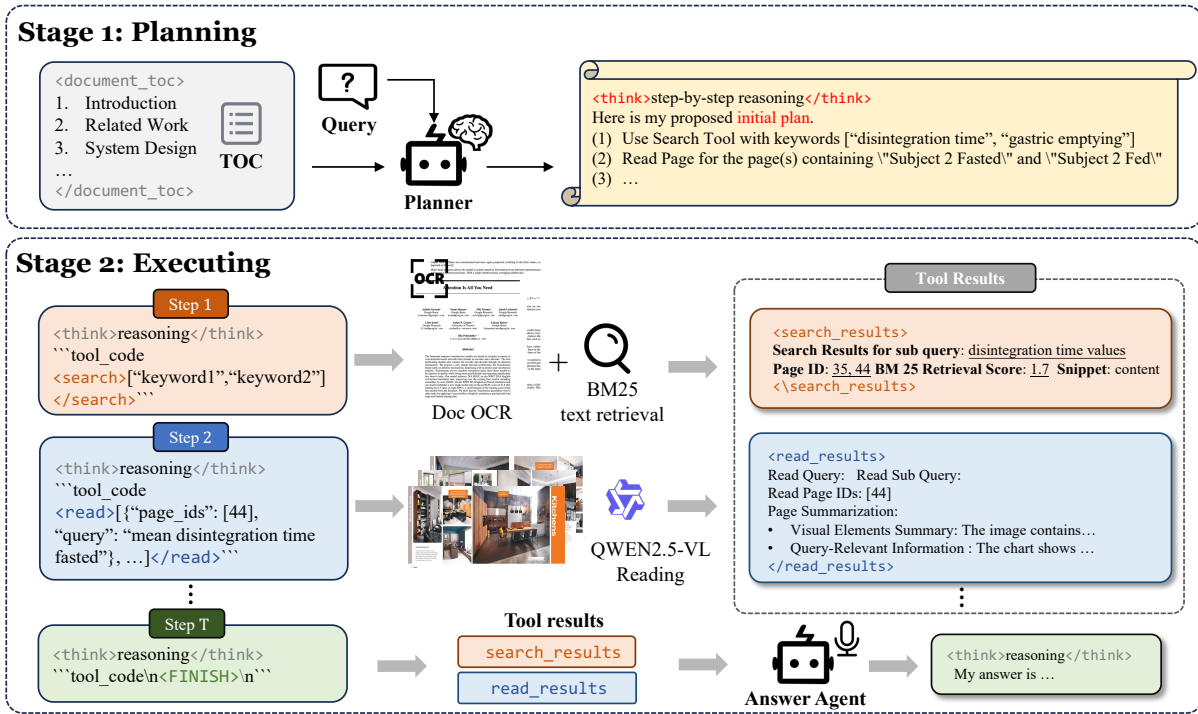 Stage 1: Planning
<document_toc>
1. Introduction
2. Related Work
3. System Design
…
</document_toc>
TOC
?
Query
Planner
<think>step-by-step reasoning</think>
Here is my proposed initial plan.
(1) Use Search Tool with keywords [“disintegration time”, “gastric emptying”]
(2) Read Page for the page(s) containing \"Subject 2 Fasted\" and \"Subject 2 Fed\"
(3) …
Stage 2: Executing
Step 1
<think>reasoning</think>
```tool_code
<search>[“keyword1”,“keyword2”]
</search>```
OCR
Attention Is All You Need
Abstract
+
Doc OCR
BM25
text retrieval
Tool Results
<search_results>
Search Results for sub query: disintegration time values
Page ID: 35, 44 BM 25 Retrieval Score: 1.7 Snippet: content
<\search_results>
Step 2
<think>reasoning</think>
```tool_code
<read>[{“page_ids”: [44],
“query”: “mean disintegration time
fasted”}, …]</read>```
Kitchens
QWEN2.5-VL
Reading
<read_results>
Read Query: Read Sub Query:
Read Page IDs: [44]
Page Summarization:
• Visual Elements Summary: The image contains…
• Query-Relevant Information : The chart shows …
</read_results>
Step T
<think>reasoning</think>
```tool_code\n<FINISH>\n```
Tool results
search_results
read_results
Answer Agent
<think>reasoning</think>
My answer is …